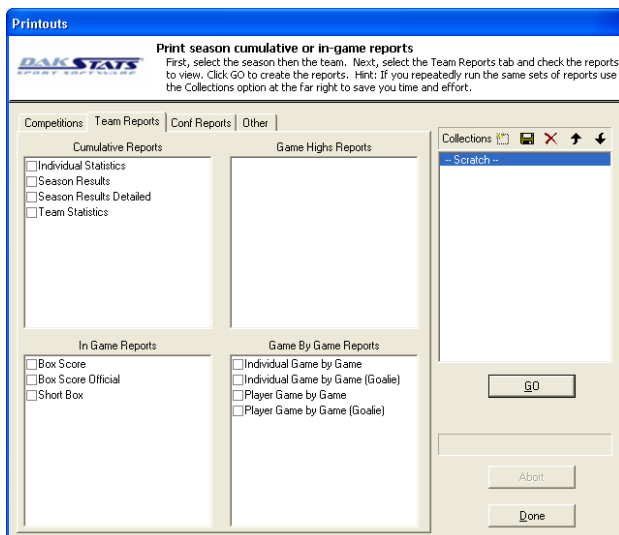 Printouts
DAK STATS
SPORT SOFTWARE
Print season cumulative or in-game reports
First, select the season then the team. Next, select the Team Reports tab and check the reports
to view. Click GO to create the reports. Hint: If you repeatedly run the same sets of reports use
the Collections option at the far right to save you time and effort.
Competitions Team Reports Conf Reports Other
Cumulative Reports
Individual Statistics
Season Results
Season Results Detailed
Team Statistics
Game Highs Reports
In Game Reports
Box Score
Box Score Official
Short Box
Game By Game Reports
Individual Game by Game
Individual Game by Game (Goalie)
Player Game by Game
Player Game by Game (Goalie)
Collections
-- Scratch --
GO
Abort
Done